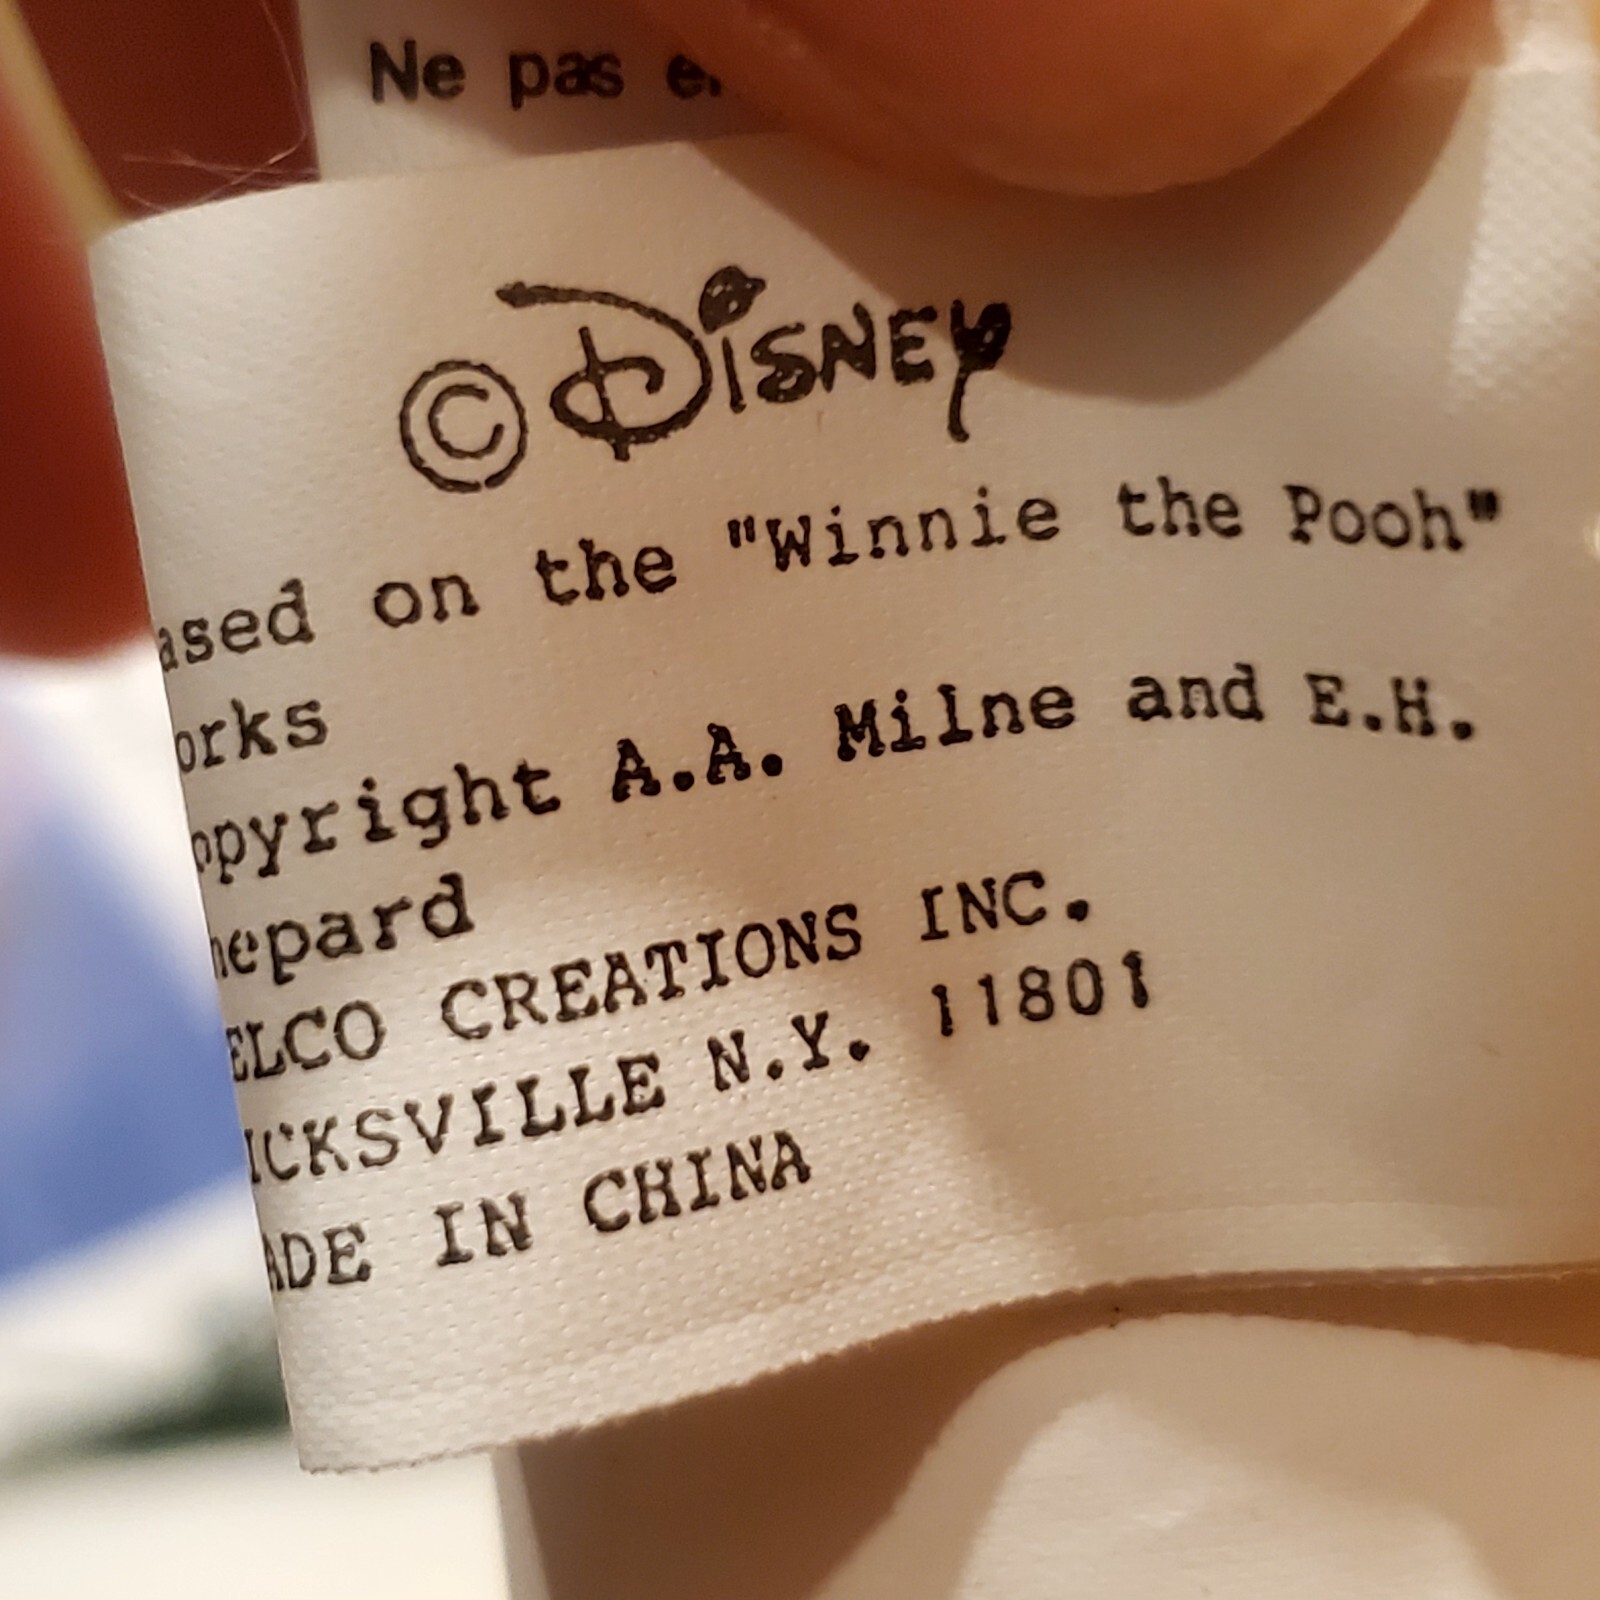 Ne pas
© Disney
ased on the "Winnie the Pooh"
orks
opyright A.A. Milne and E.H.
hepard
ELCO CREATIONS INC.
ICKSVILLE N.Y. 11801
ADE IN CHINA